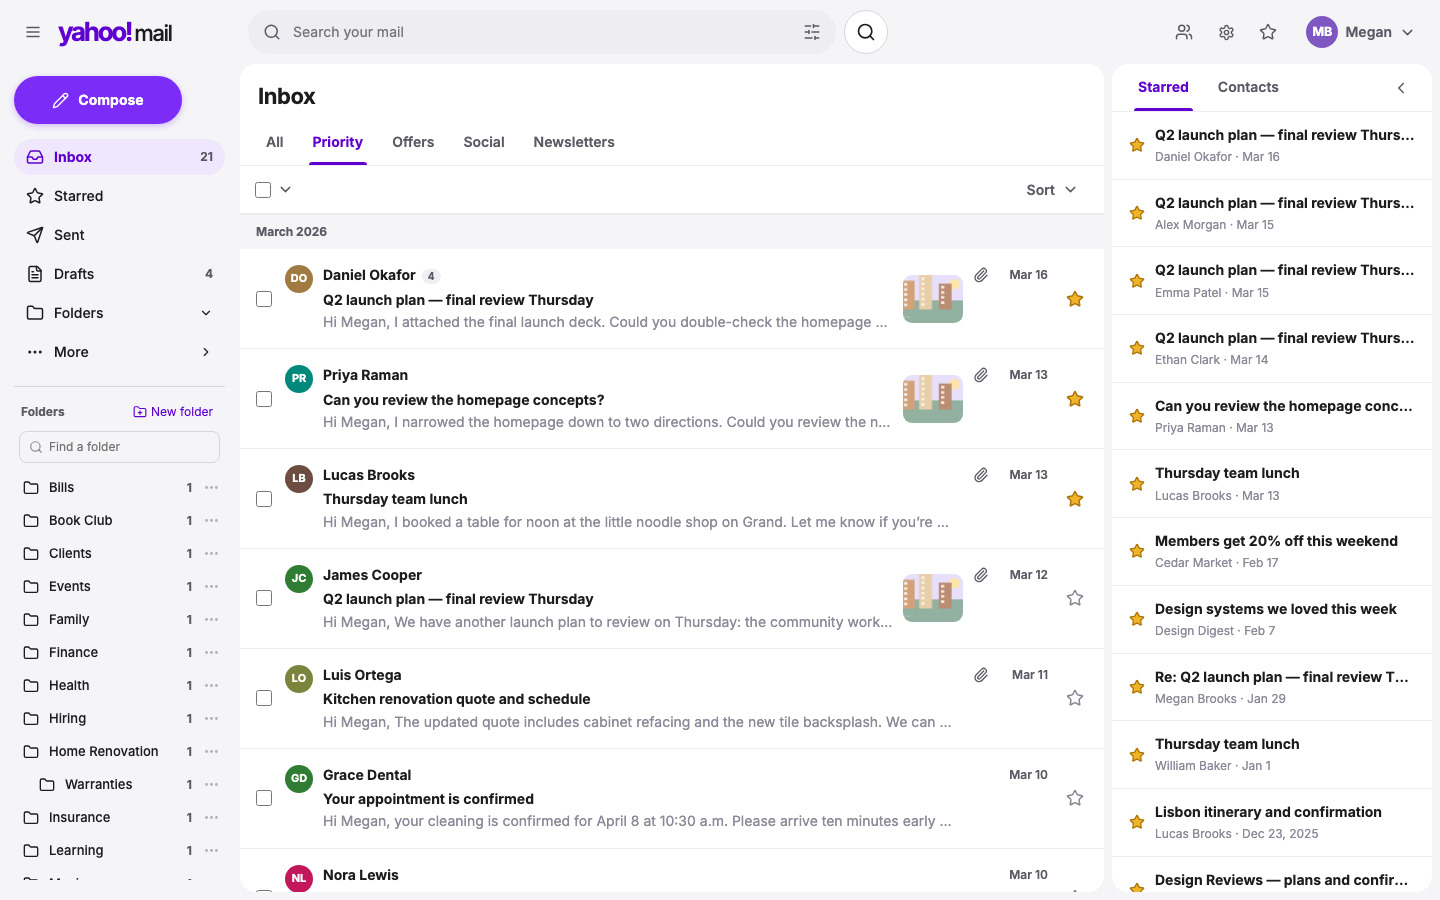 yahoo!mail
Search your mail
MB
Megan
Compose
Inbox 21
Starred
Sent
Drafts 4
Folders
More
Folders
New folder
Find a folder
Bills 1
Book Club 1
Clients 1
Events 1
Family 1
Finance 1
Health 1
Hiring 1
Home Renovation 1
Warranties 1
Insurance 1
Learning 1
Inbox
All Priority Offers Social Newsletters
Sort
March 2026
DO
Daniel Okafor 4
Mar 16
Q2 launch plan — final review Thursday
Hi Megan, I attached the final launch deck. Could you double-check the homepage ...
PR
Priya Raman
Mar 13
Can you review the homepage concepts?
Hi Megan, I narrowed the homepage down to two directions. Could you review the n...
LB
Lucas Brooks
Mar 13
Thursday team lunch
Hi Megan, I booked a table for noon at the little noodle shop on Grand. Let me know if you're ...
JC
James Cooper
Mar 12
Q2 launch plan — final review Thursday
Hi Megan, We have another launch plan to review on Thursday: the community work...
LO
Luis Ortega
Mar 11
Kitchen renovation quote and schedule
Hi Megan, The updated quote includes cabinet refacing and the new tile backsplash. We can ...
GD
Grace Dental
Mar 10
Your appointment is confirmed
Hi Megan, your cleaning is confirmed for April 8 at 10:30 a.m. Please arrive ten minutes early ...
NL
Nora Lewis
Mar 10
Starred Contacts
Q2 launch plan — final review Thurs...
Daniel Okafor · Mar 16
Q2 launch plan — final review Thurs...
Alex Morgan · Mar 15
Q2 launch plan — final review Thurs...
Emma Patel · Mar 15
Q2 launch plan — final review Thurs...
Ethan Clark · Mar 14
Can you review the homepage conc...
Priya Raman · Mar 13
Thursday team lunch
Lucas Brooks · Mar 13
Members get 20% off this weekend
Cedar Market · Feb 17
Design systems we loved this week
Design Digest · Feb 7
Re: Q2 launch plan — final review T...
Megan Brooks · Jan 29
Thursday team lunch
William Baker · Jan 1
Lisbon itinerary and confirmation
Lucas Brooks · Dec 23, 2025
Design Reviews — plans and confir...